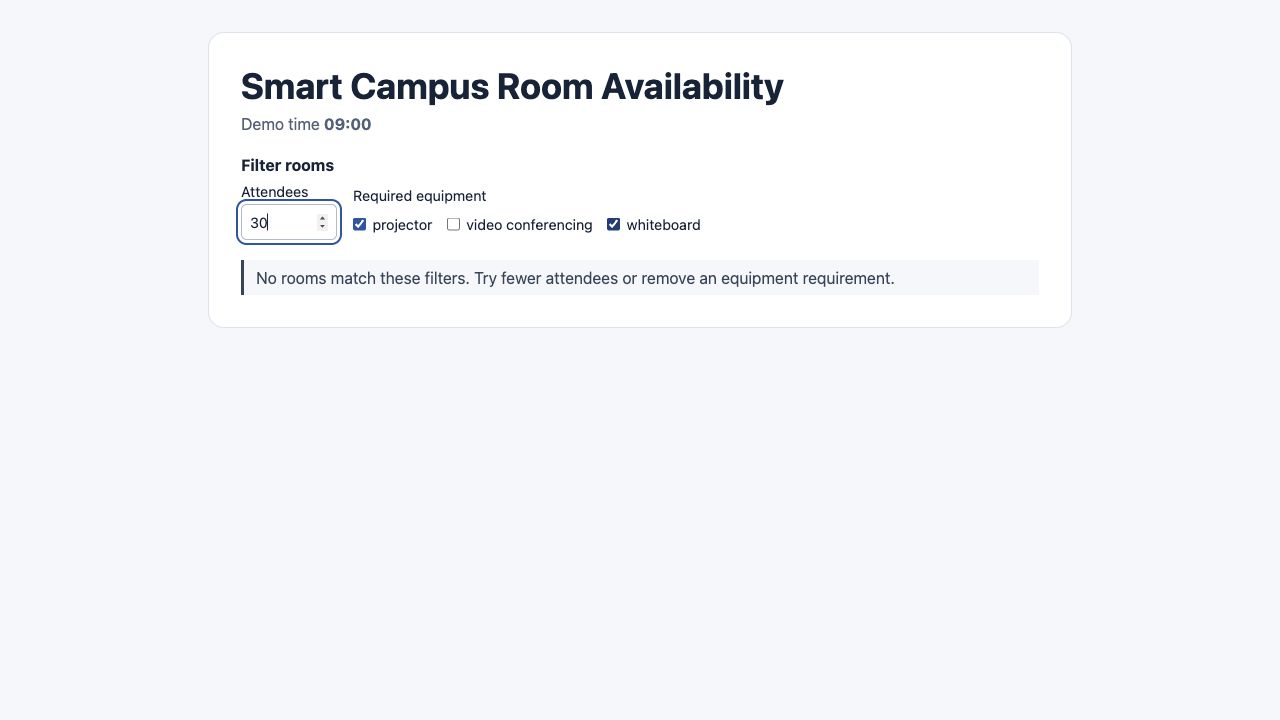 Smart Campus Room Availability
Demo time 09:00
Filter rooms
Attendees
30
Required equipment
projector video conferencing whiteboard
No rooms match these filters. Try fewer attendees or remove an equipment requirement.